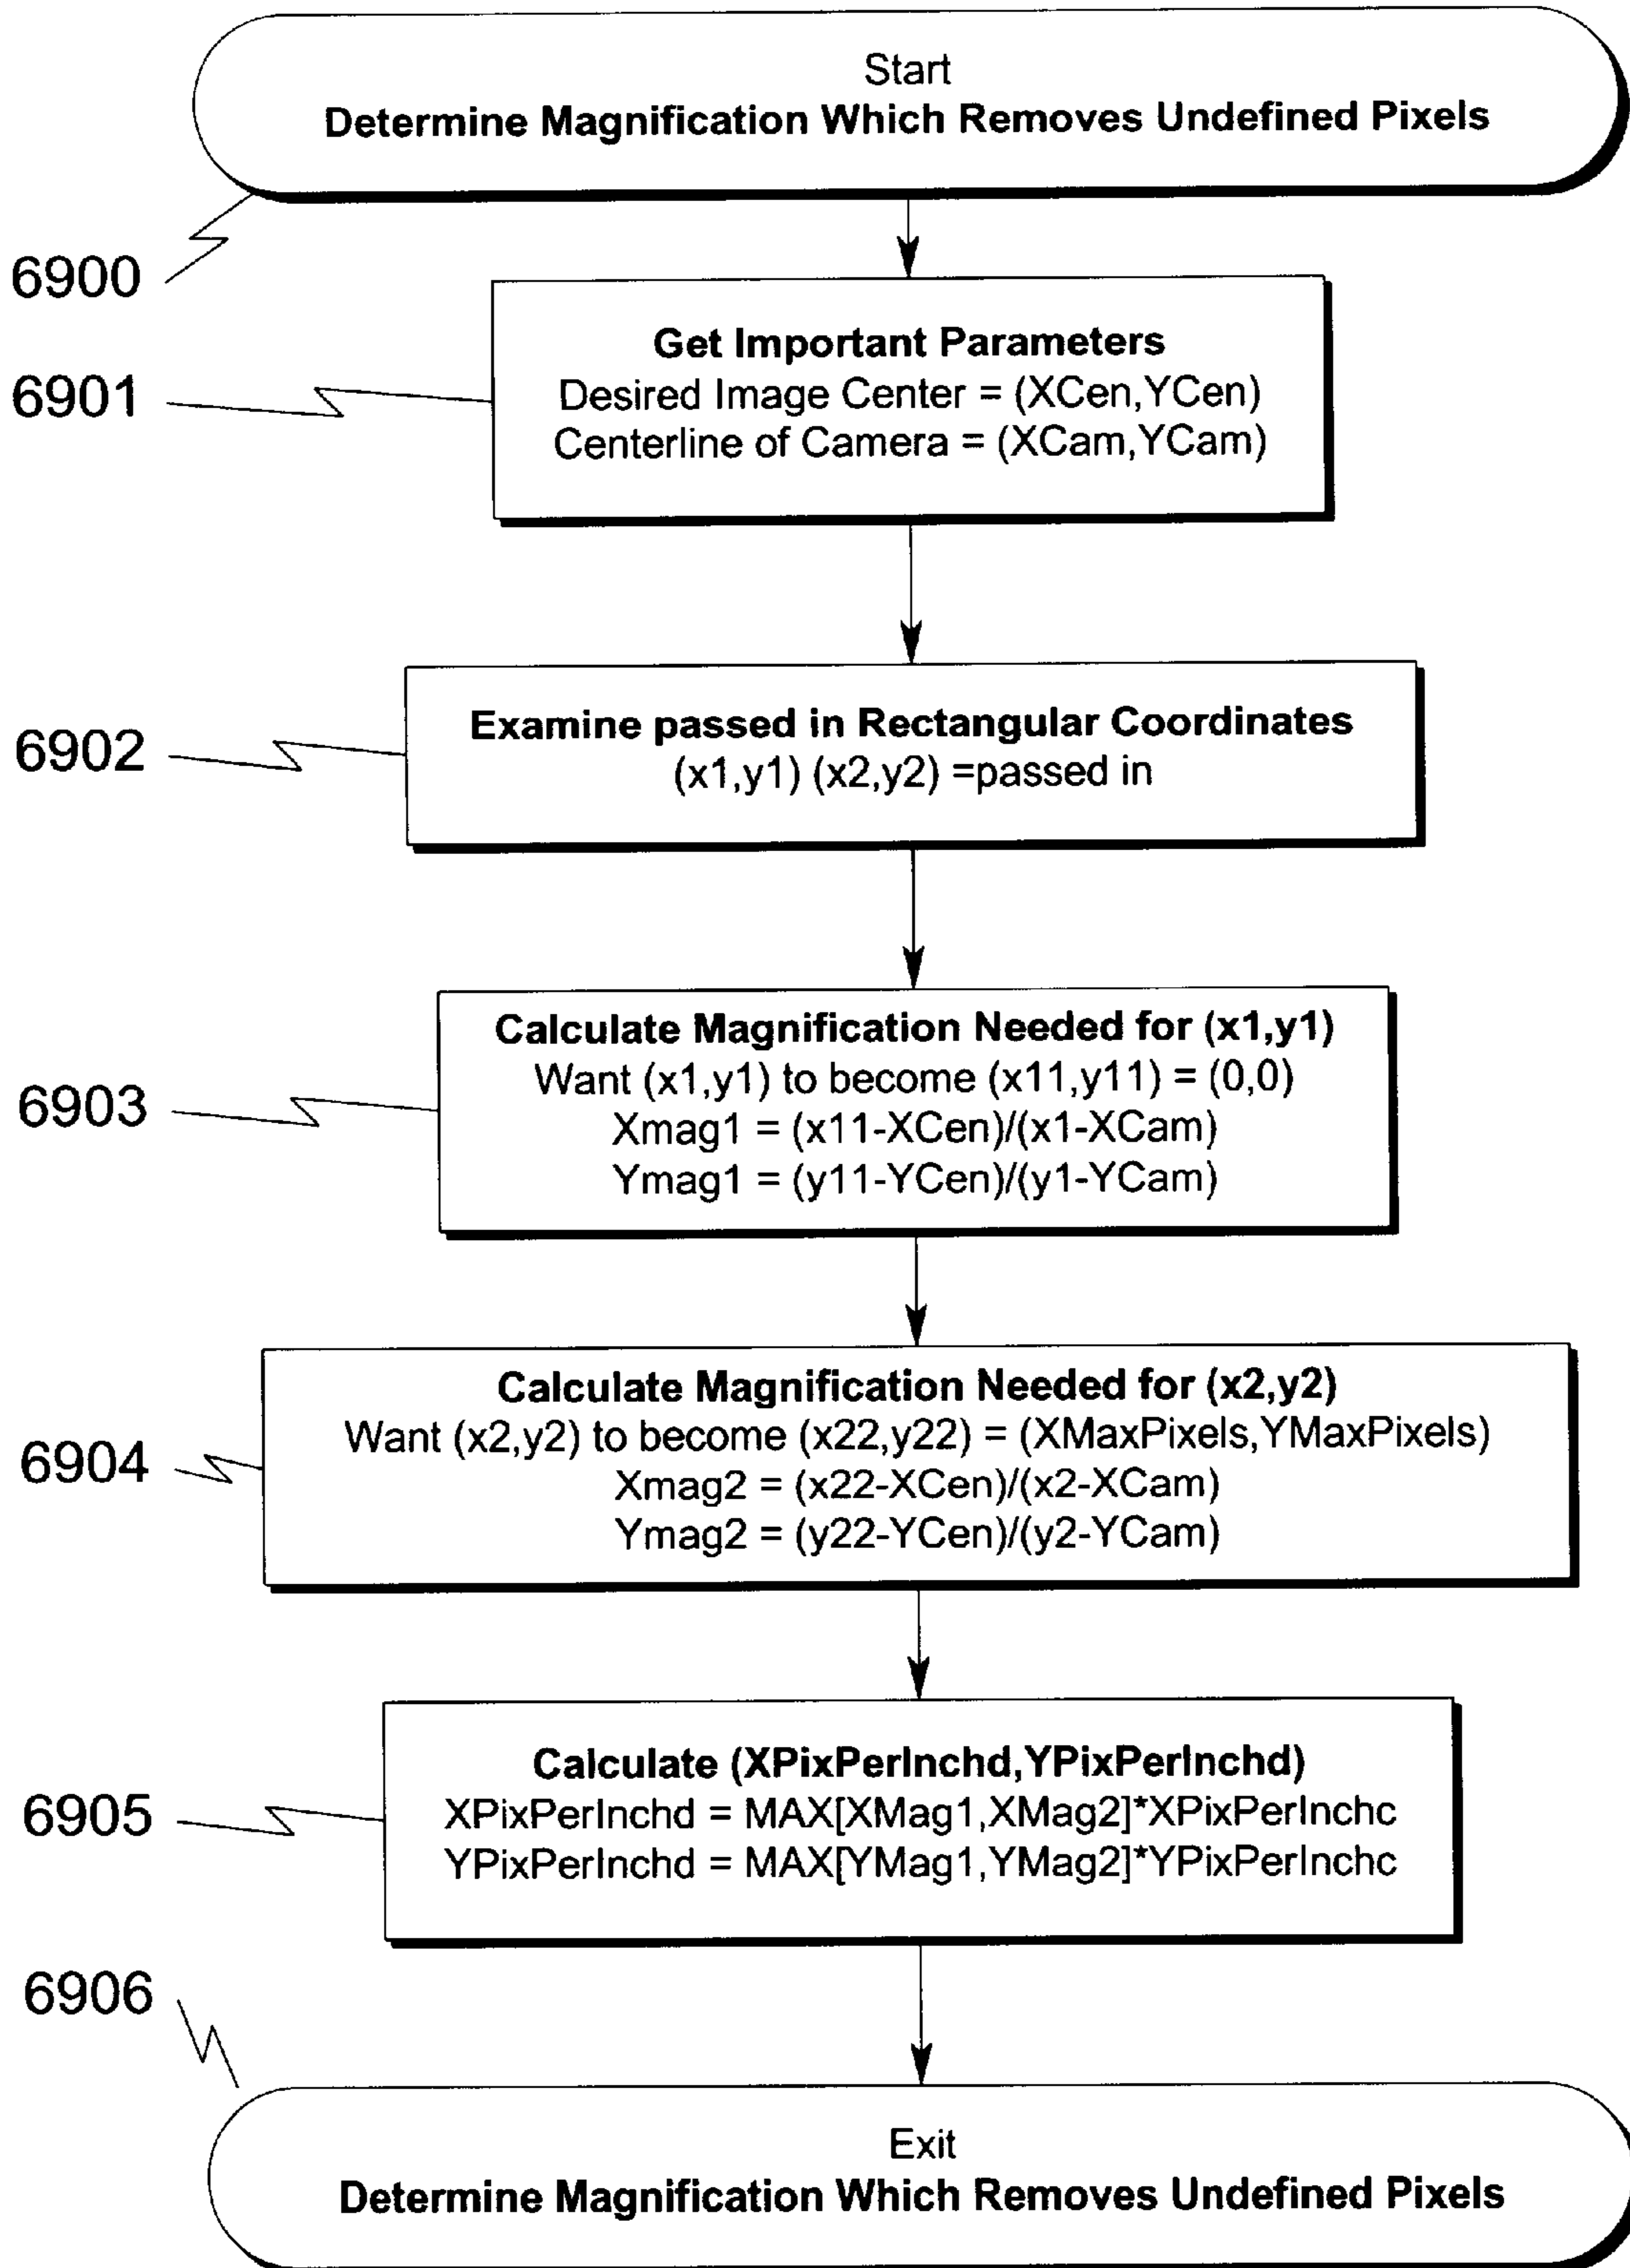 Start
Determine Magnification Which Removes Undefined Pixels
6900
Get Important Parameters
6901
Desired Image Center = (XCen,YCen)
Centerline of Camera = (XCam,YCam)
Examine passed in Rectangular Coordinates
6902
(x1,y1) (x2,y2) =passed in
Calculate Magnification Needed for (x1,y1)
Want (x1,y1) to become (x11,y11) = (0,0)
6903
Xmag1 = (x11-XCen)/(x1-XCam)
Ymag1 = (y11-YCen)/(y1-YCam)
Calculate Magnification Needed for (x2,y2)
Want (x2,y2) to become (x22,y22) = (XMaxPixels,YMaxPixels)
6904
Xmag2 = (x22-XCen)/(x2-XCam)
Ymag2 = (y22-YCen)/(y2-YCam)
Calculate (XPixPerInchd,YPixPerInchd)
6905
XPixPerInchd = MAX[XMag1,XMag2]*XPixPerInchc
YPixPerInchd = MAX[YMag1,YMag2]*YPixPerInchc
6906
Exit
Determine Magnification Which Removes Undefined Pixels